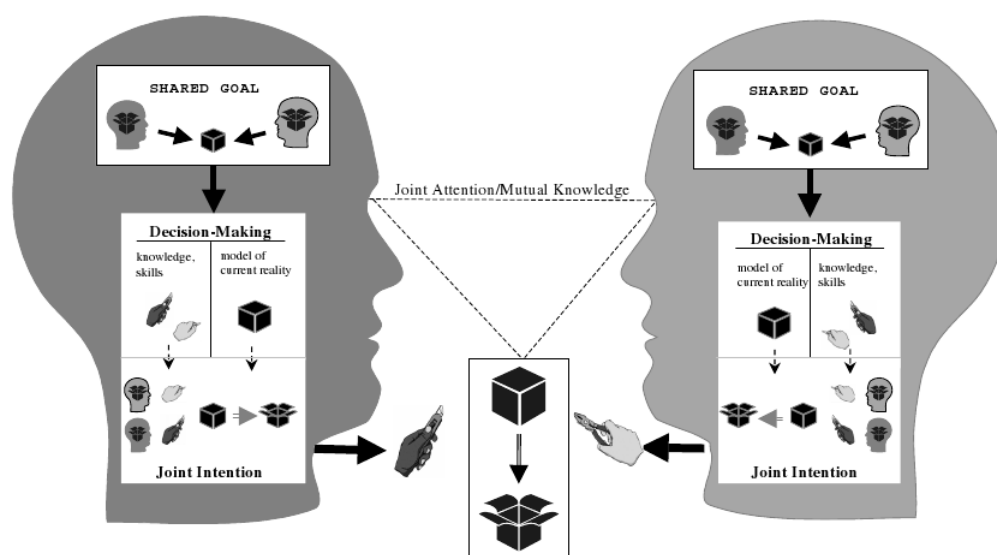 SHARED GOAL
Decision-Making
knowledge,
skills
model of
current reality
Joint Intention
Joint Attention/Mutual Knowledge
SHARED GOAL
Decision-Making
model of
current reality
knowledge,
skills
Joint Intention